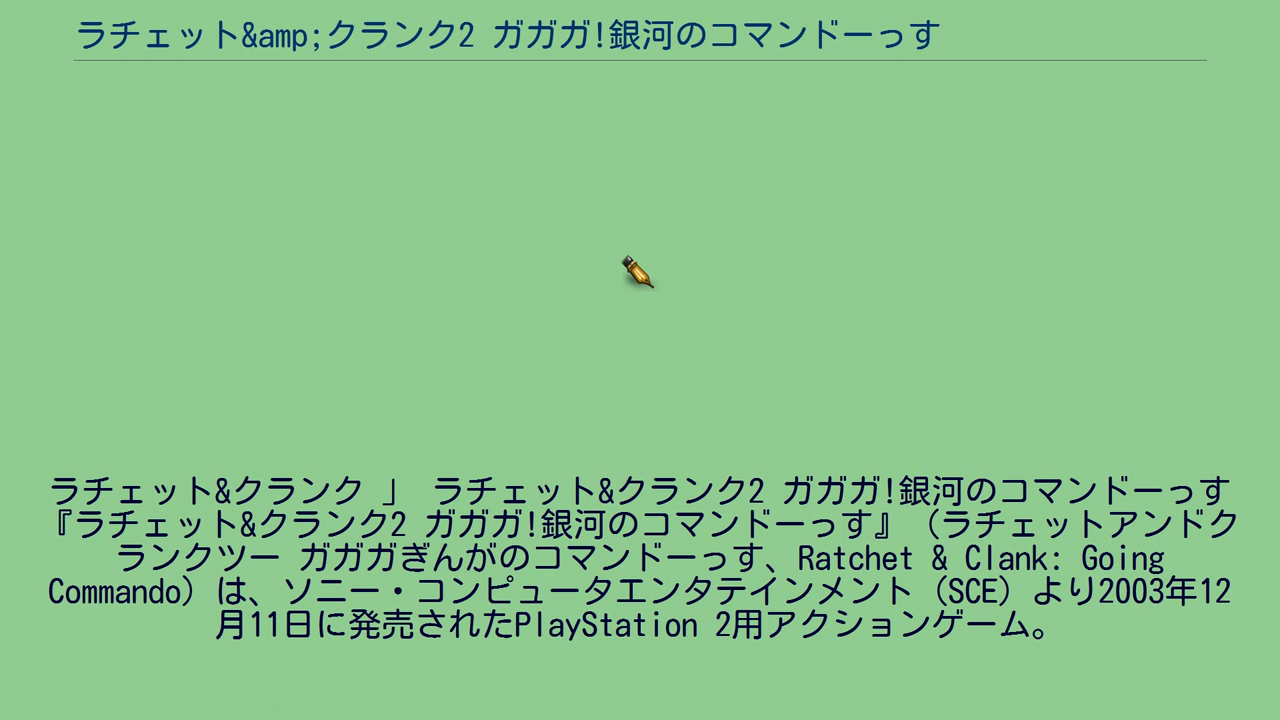 ラチェット&amp;クランク2 ガガガ!銀河のコマンドーっす
ラチェット&クランク 」 ラチェット&クランク2 ガガガ!銀河のコマンドーっす
『ラチェット&クランク2 ガガガ!銀河のコマンドーっす』（ラチェットアンドク
ランクツー ガガガぎんがのコマンドーっす、Ratchet & Clank: Going
Commando）は、ソニー・コンピュータエンタテインメント（SCE）より2003年12
月11日に発売されたPlayStation 2用アクションゲーム。